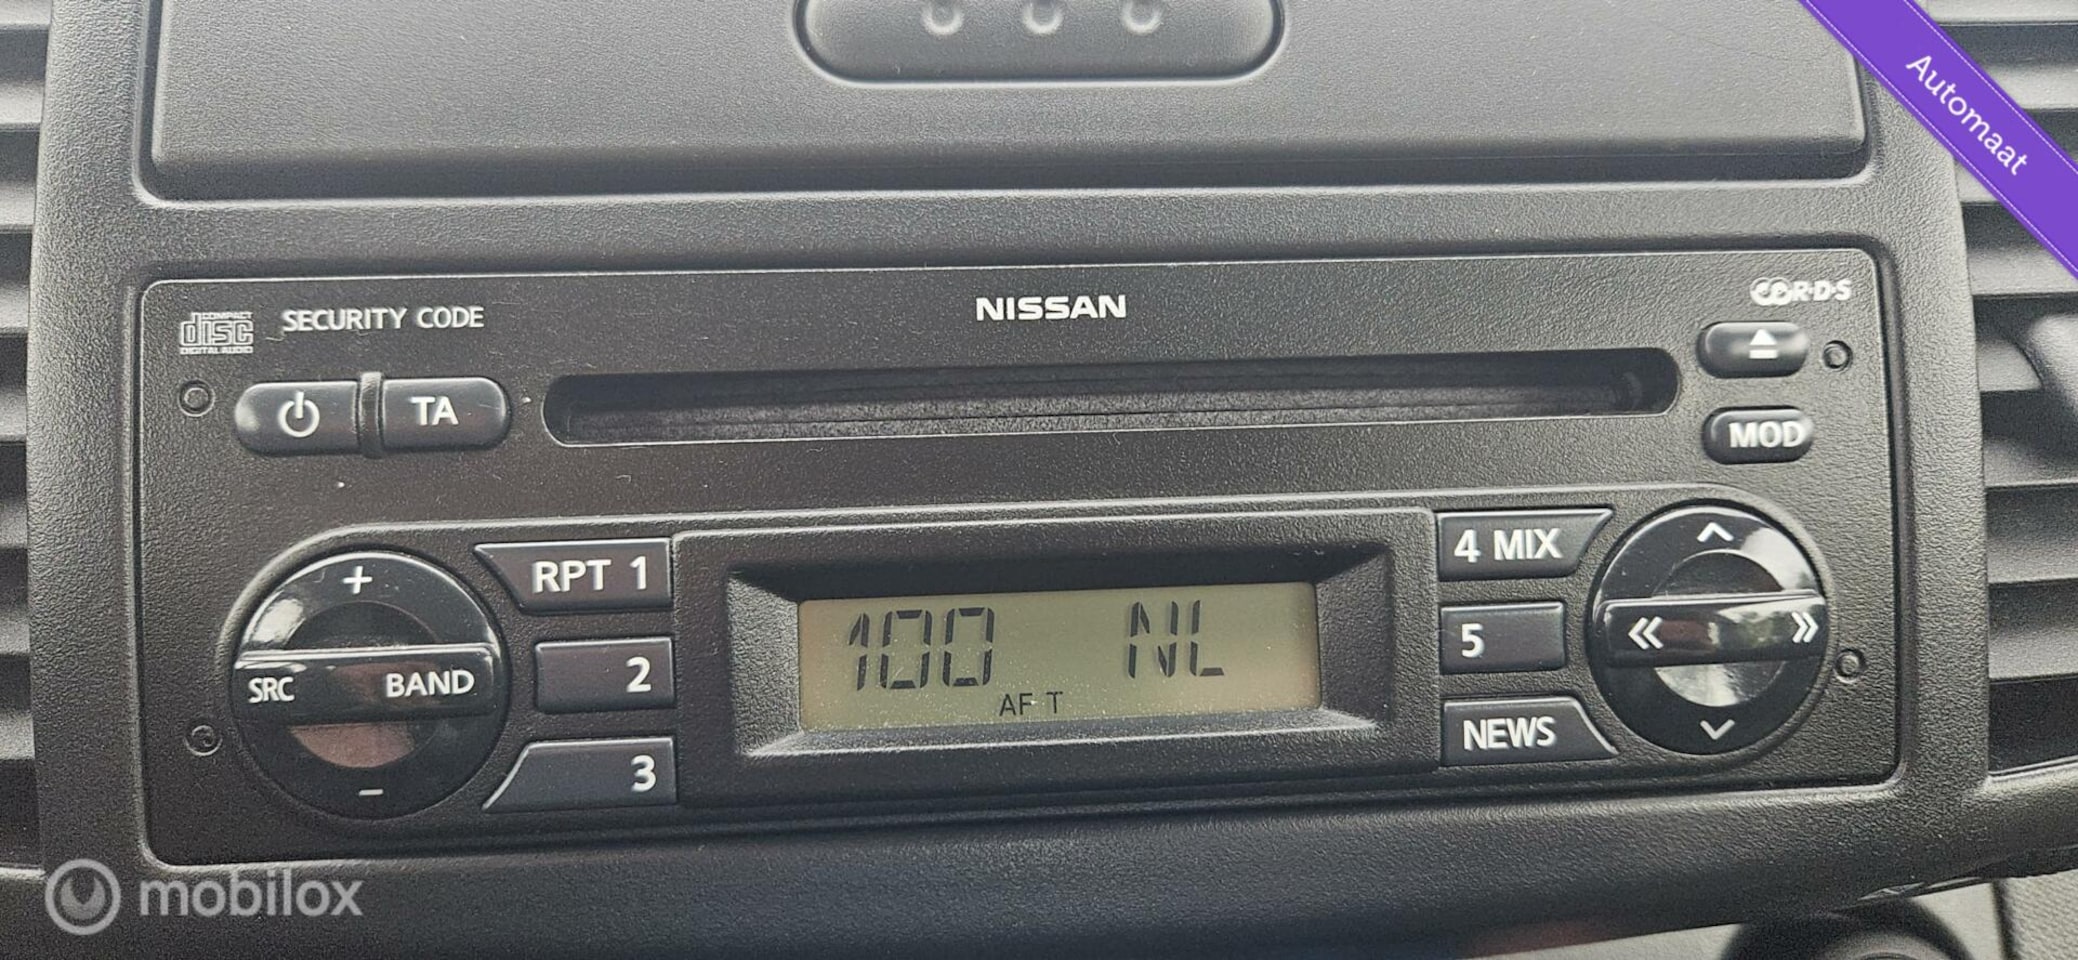 Automaat
COMPACT
disc
DIGITAL AUDIO
SECURITY CODE
NISSAN
R·D·S
TA
MOD
+
RPT 1
4 MIX
100 NL
AF T
SRC BAND
2
5
-
3
NEWS
mobilox